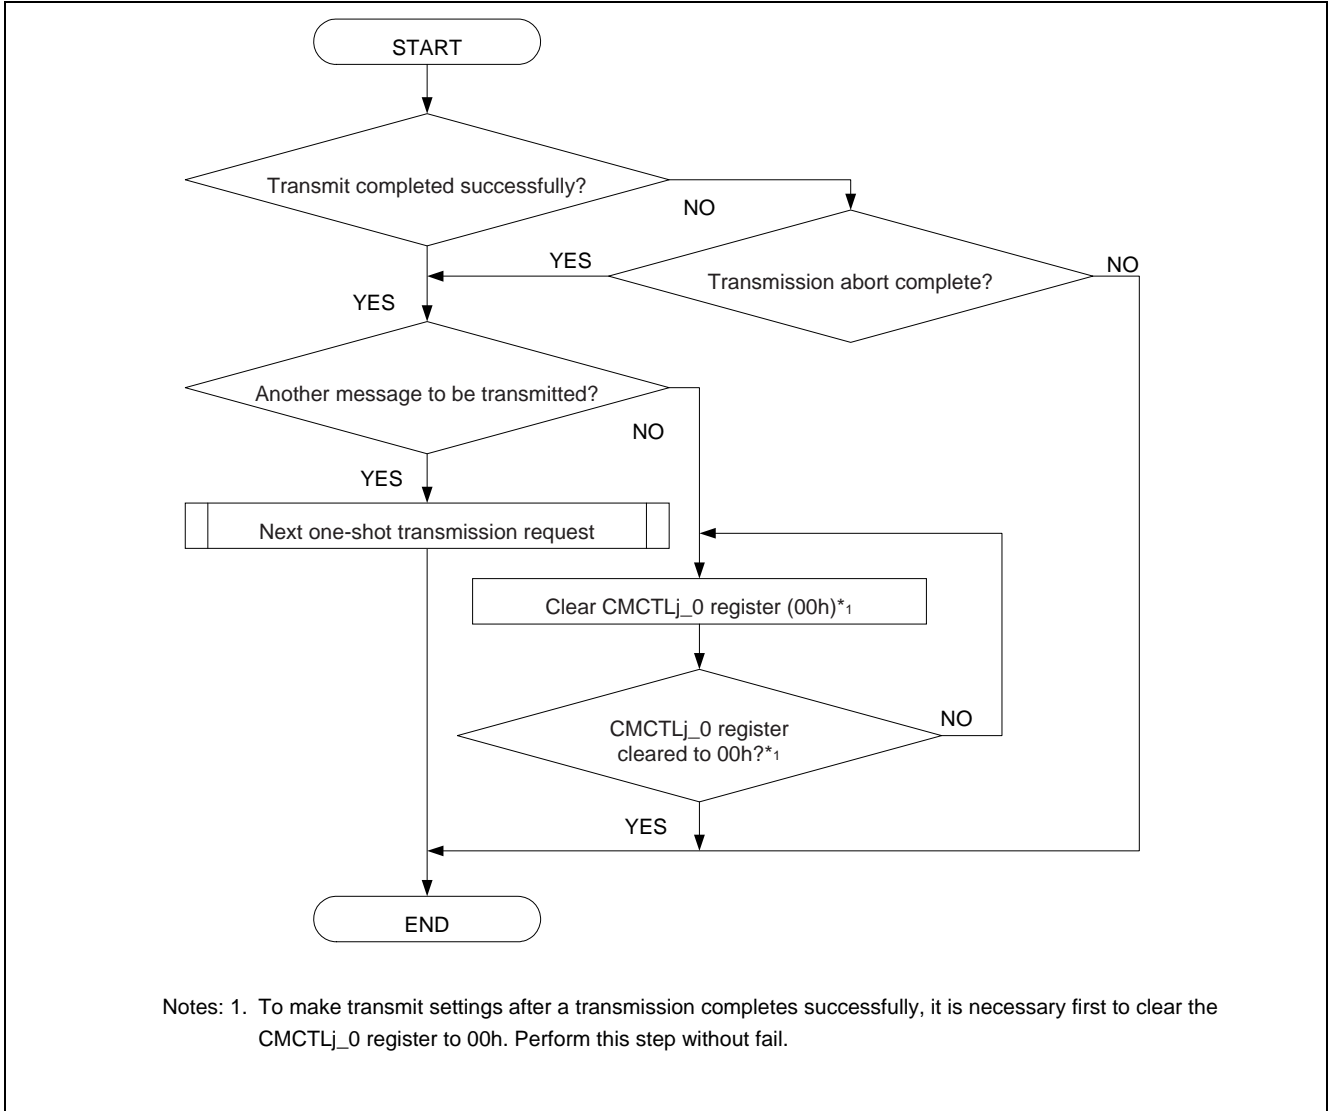 START
Transmit completed successfully?
NO
YES
NO
Transmission abort complete?
YES
Another message to be transmitted?
NO
YES
Next one-shot transmission request
Clear CMCTLj_0 register (00h)*1
CMCTLj_0 register
cleared to 00h?*1
NO
YES
END
Notes: 1. To make transmit settings after a transmission completes successfully, it is necessary first to clear the
CMCTLj_0 register to 00h. Perform this step without fail.